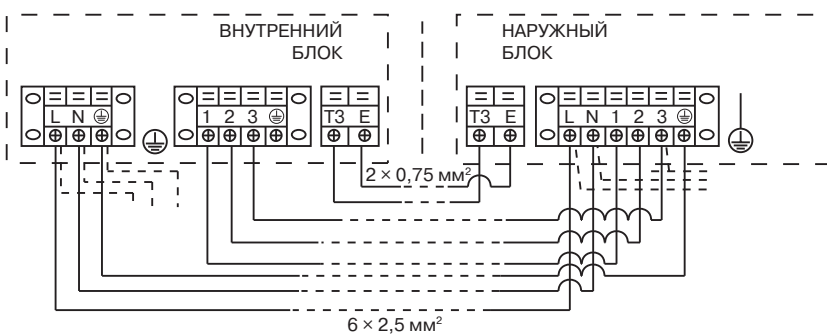 ВНУТРЕННИЙ
БЛОК
НАРУЖНЫЙ
БЛОК
L N
1 2 3
T3 E
T3 E
L N 1 2 3
2 × 0,75 мм²
6 × 2,5 мм²